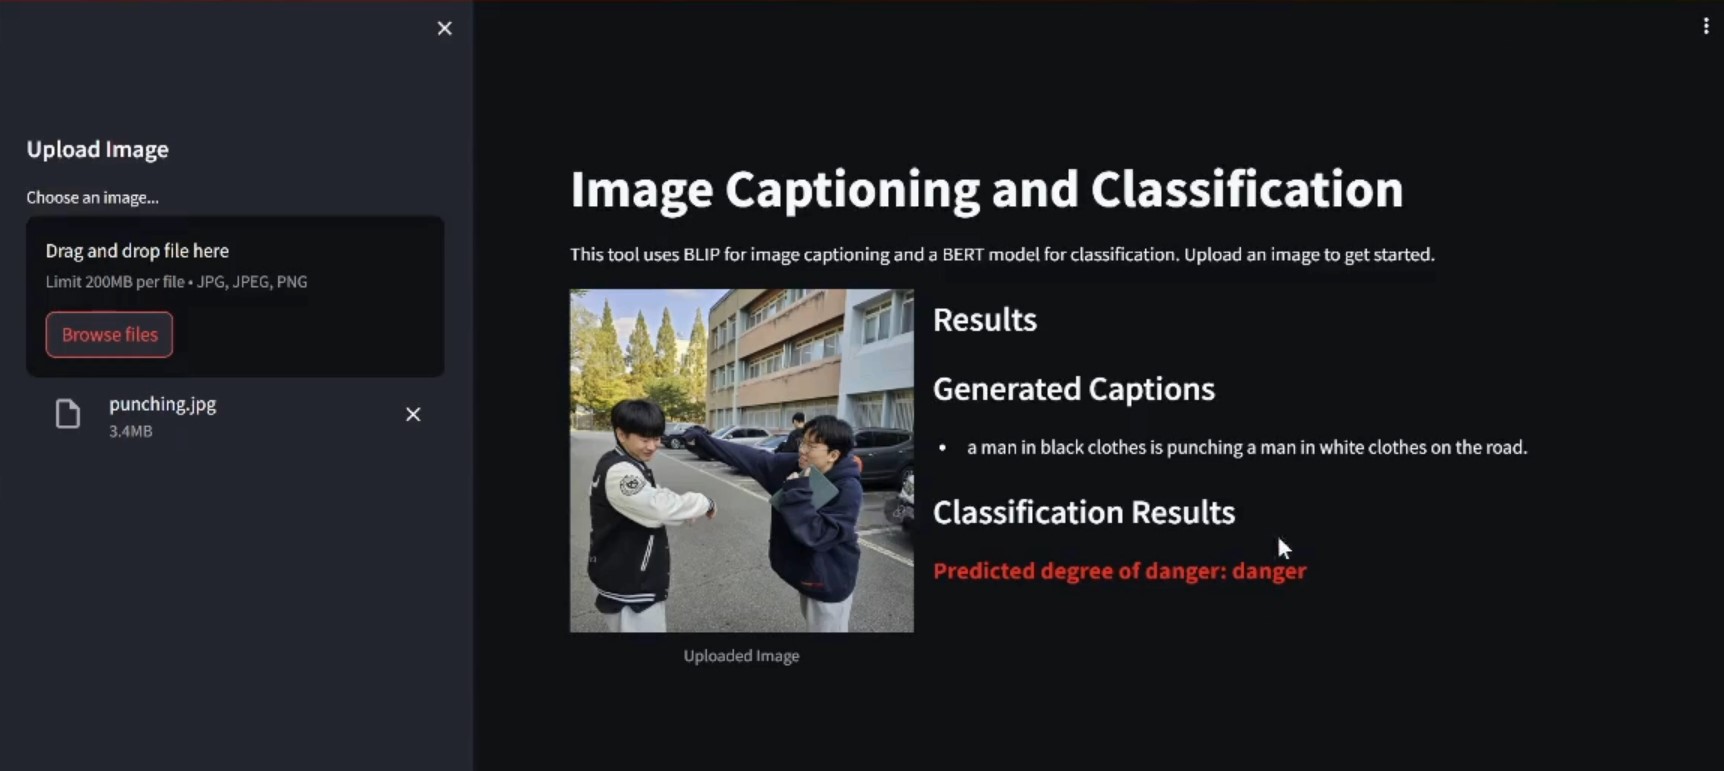 Upload Image
Choose an image...
Drag and drop file here
Limit 200MB per file • JPG, JPEG, PNG
Browse files
punching.jpg
3.4MB
Image Captioning and Classification
This tool uses BLIP for image captioning and a BERT model for classification. Upload an image to get started.
Uploaded Image
Results
Generated Captions
• a man in black clothes is punching a man in white clothes on the road.
Classification Results
Predicted degree of danger: danger